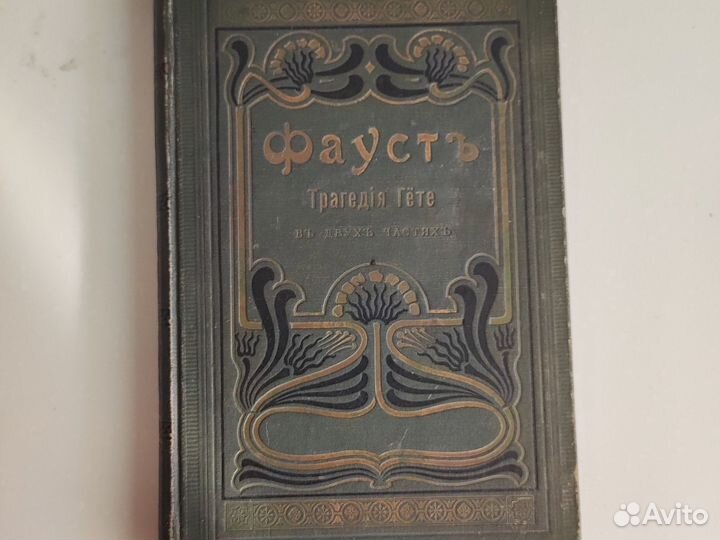 Фаустъ
Трагедія Гёте
въ двухъ частяхъ
Avito